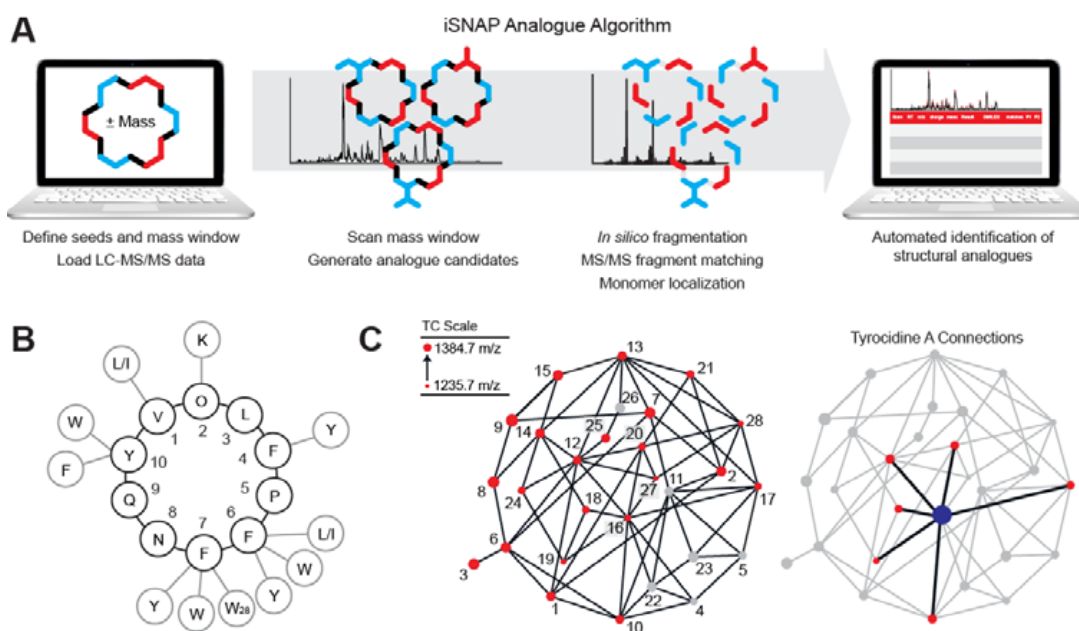 A
iSNAP Analogue Algorithm
± Mass
Define seeds and mass window
Load LC-MS/MS data
Scan mass window
Generate analogue candidates
In silico fragmentation
MS/MS fragment matching
Monomer localization
Automated identification of
structural analogues
B
K
L/I
W
F
Y
V
O
L
F
P
F
F
N
Q
Y
1
2
3
4
5
6
7
8
9
10
L/I
W
Y
W28
W
Y
C
TC Scale
1384.7 m/z
1235.7 m/z
13
15
21
26
7
9
25
28
14
20
12
11
2
8
24
27
17
18
16
6
19
23
5
3
22
1
4
10
Tyrocidine A Connections